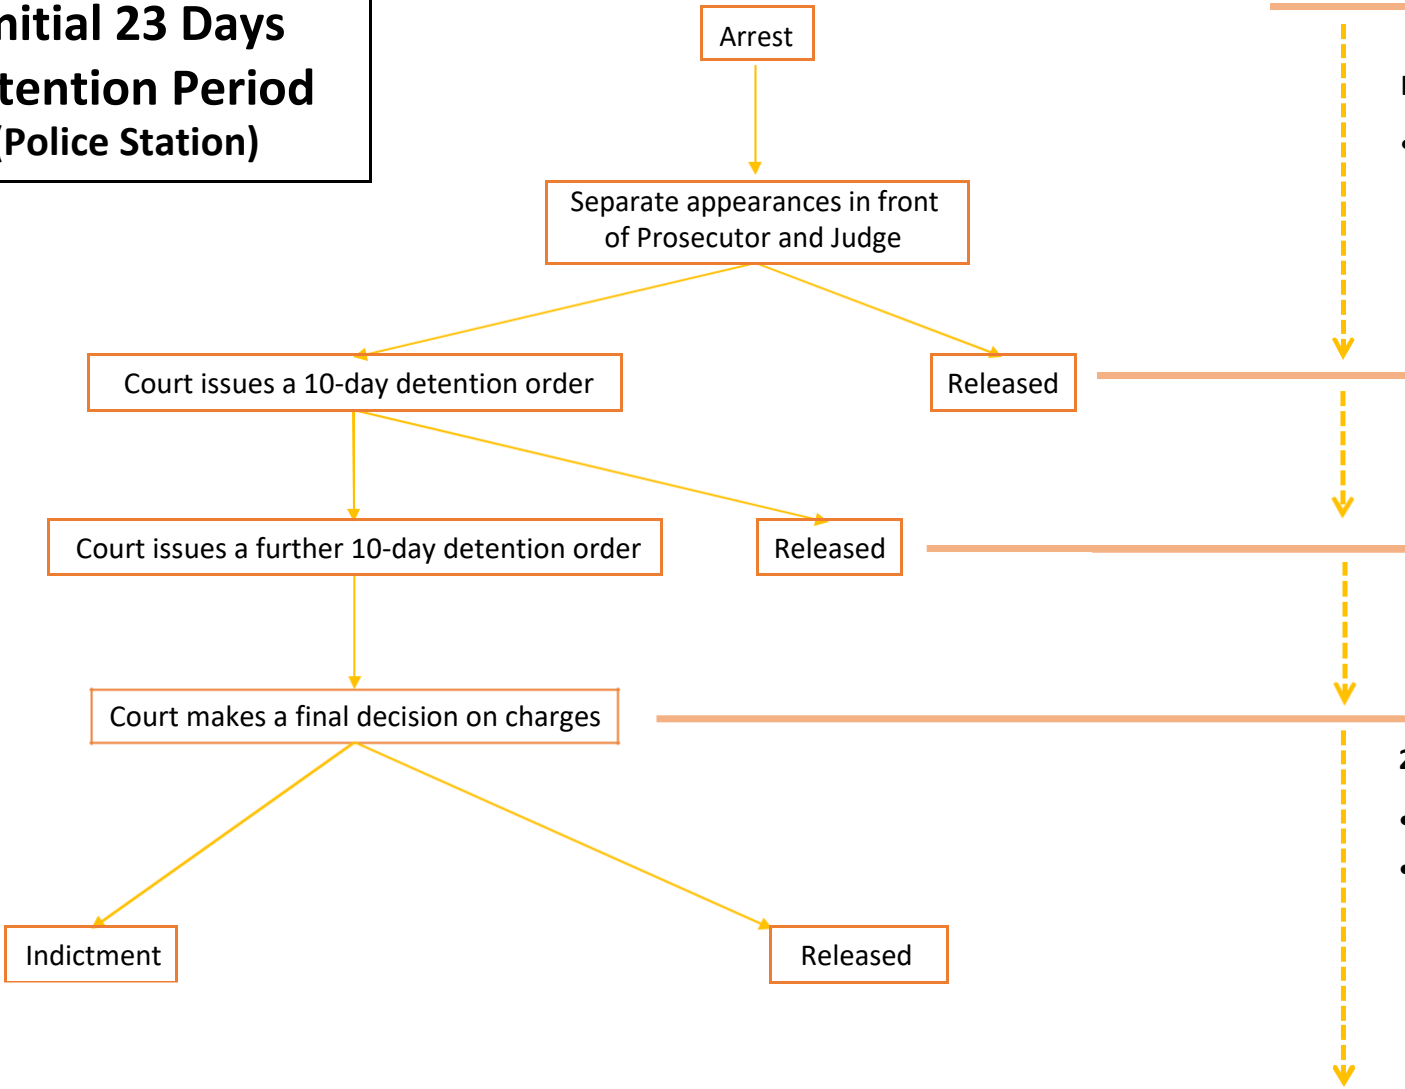 nitial 23 Days
tention Period
(Police Station)
Arrest
Separate appearances in front
of Prosecutor and Judge
Court issues a 10-day detention order
Released
Court issues a further 10-day detention order
Released
Court makes a final decision on charges
2
•
•
•
Indictment
Released